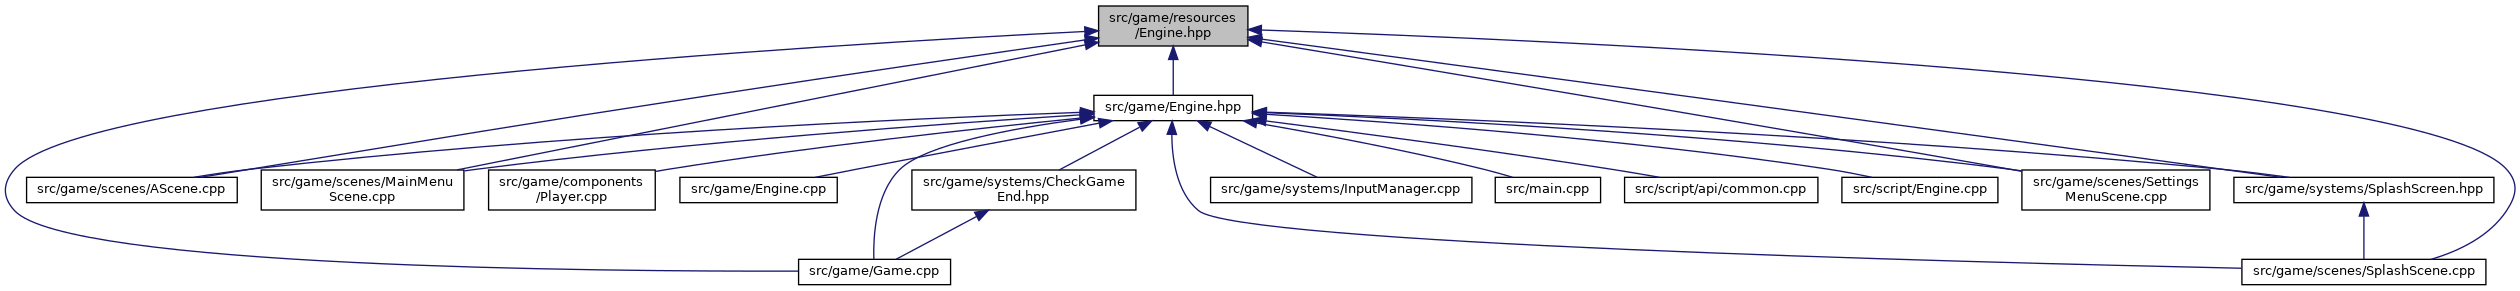 src/game/resources
/Engine.hpp
src/game/Engine.hpp
src/game/scenes/AScene.cpp
src/game/scenes/MainMenu
Scene.cpp
src/game/components
/Player.cpp
src/game/Engine.cpp
src/game/systems/CheckGame
End.hpp
src/game/systems/InputManager.cpp
src/main.cpp
src/script/api/common.cpp
src/script/Engine.cpp
src/game/scenes/Settings
MenuScene.cpp
src/game/systems/SplashScreen.hpp
src/game/Game.cpp
src/game/scenes/SplashScene.cpp